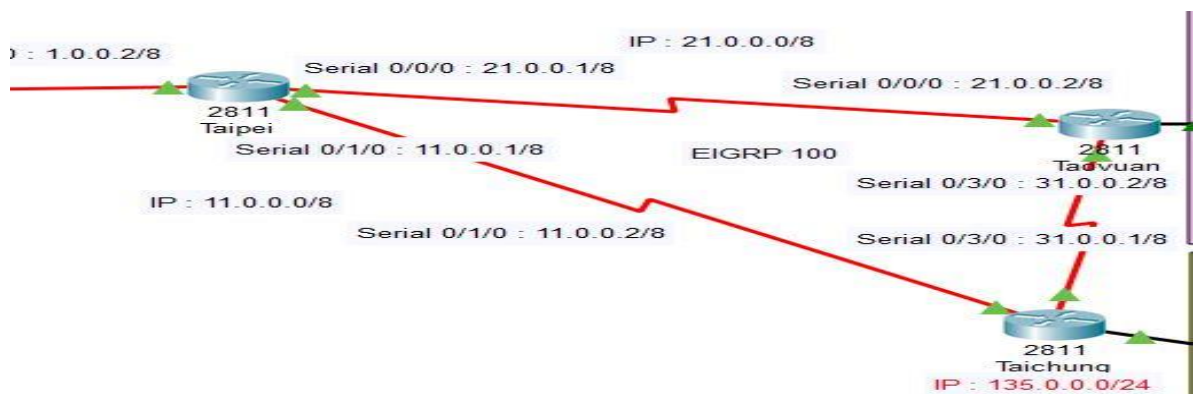 IP : 21.0.0.0/8
: 1.0.0.2/8
Serial 0/0/0 : 21.0.0.1/8
Serial 0/0/0 : 21.0.0.2/8
2811
Taipei
2811
Serial 0/1/0 : 11.0.0.1/8
EIGRP 100
Serial 0/3/0 : 31.0.0.2/8
IP : 11.0.0.0/8
Serial 0/1/0 : 11.0.0.2/8
Serial 0/3/0 : 31.0.0.1/8
2811
Taichung
IP : 135.0.0.0/24